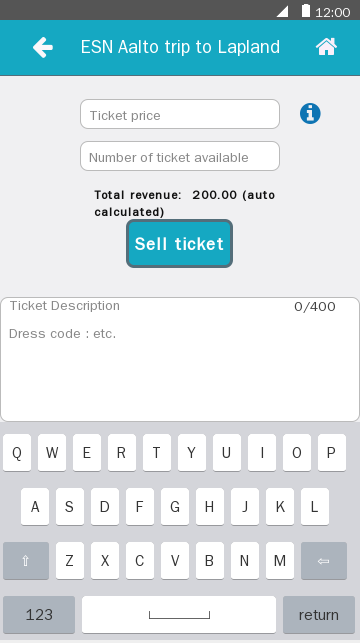 12:00
ESN Aalto trip to Lapland
Ticket price
Number of ticket available
Total revenue: 200.00 (auto
calculated)
Sell ticket
Ticket Description 0/400
Dress code : etc.
Q W E R T Y U I O P
A S D F G H J K L
⇧ Z X C V B N M ⇦
123 return